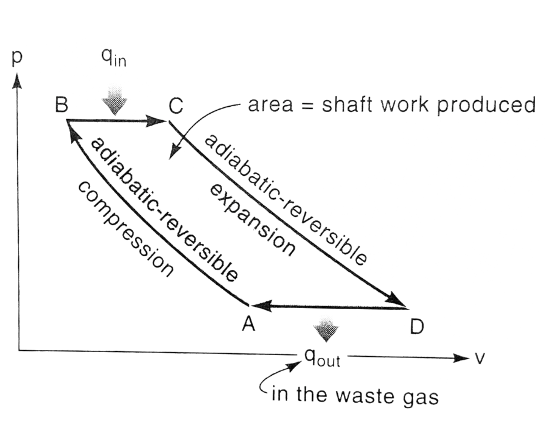 p
q_in
B
C
area = shaft work produced
adiabatic-reversible
compression
adiabatic-reversible
expansion
A
D
q_out
v
in the waste gas